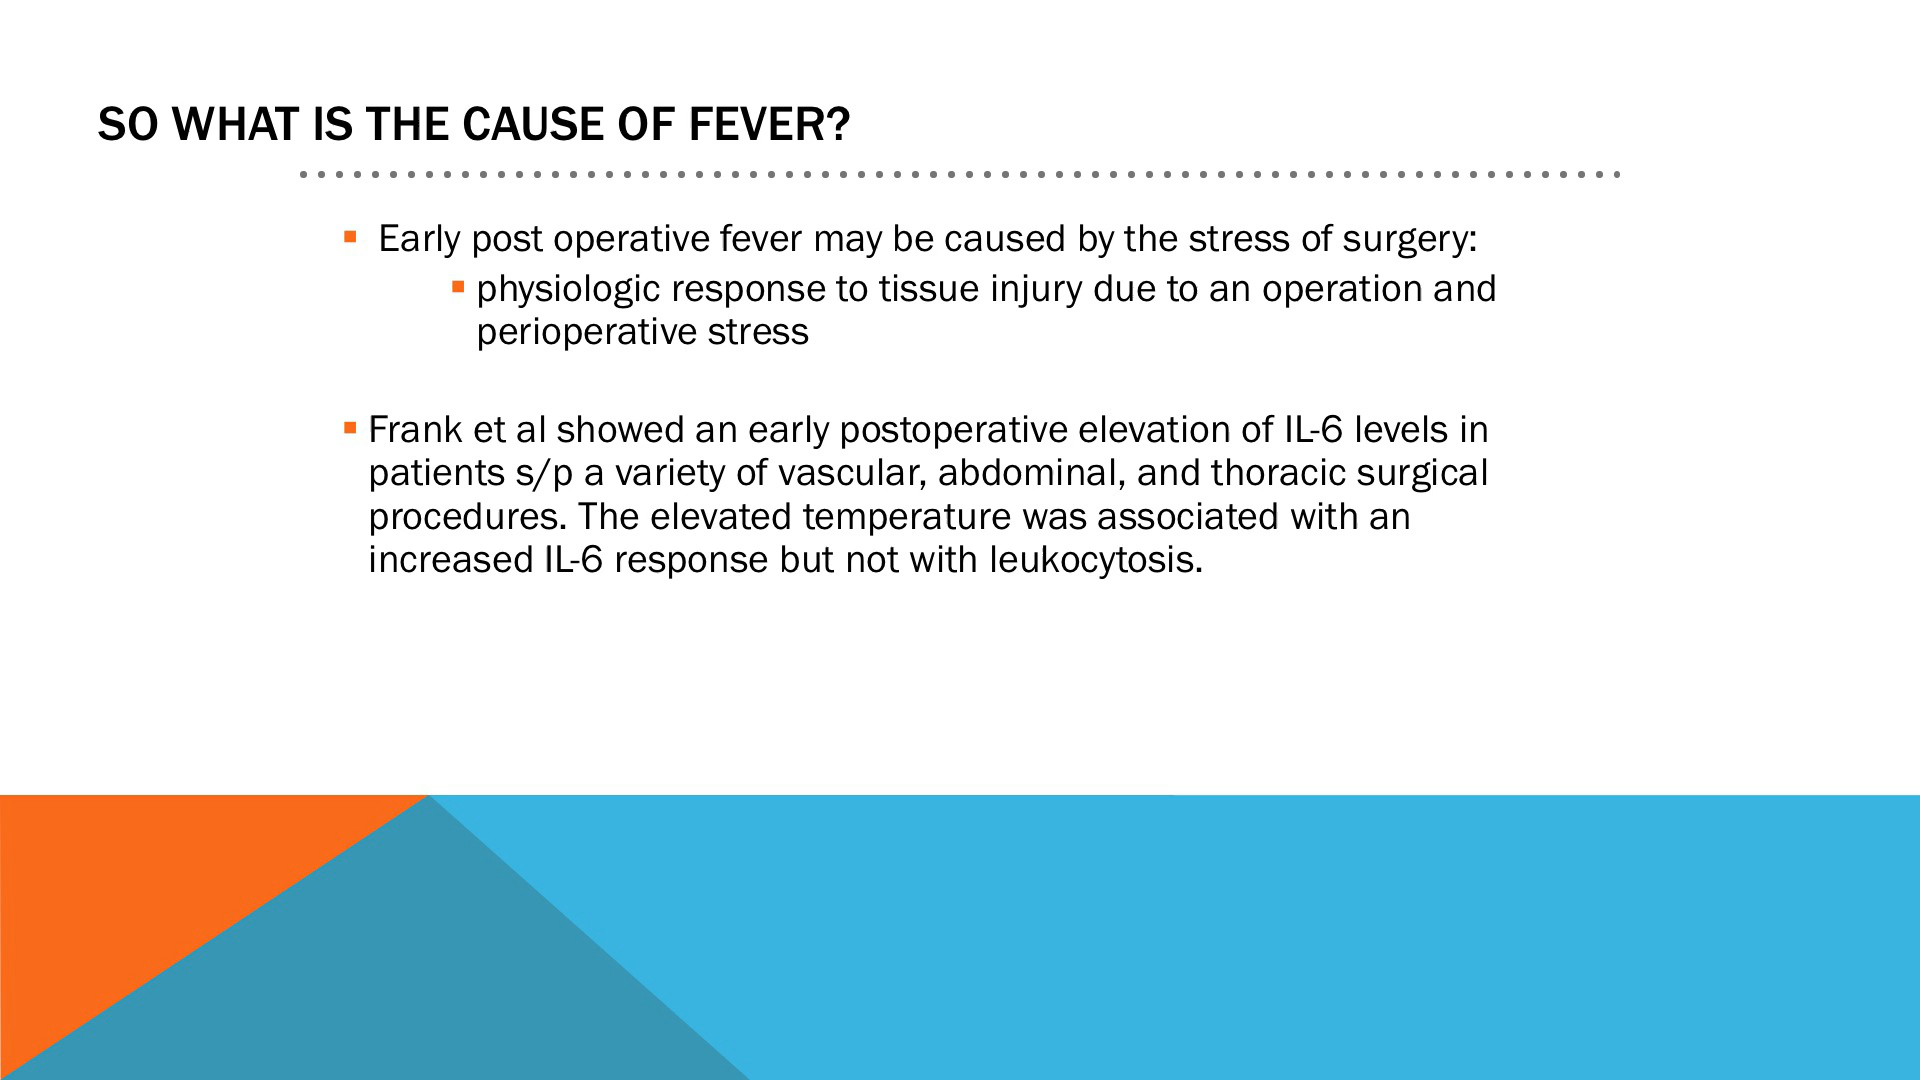 SO WHAT IS THE CAUSE OF FEVER?
Early post operative fever may be caused by the stress of surgery:
physiologic response to tissue injury due to an operation and
perioperative stress
Frank et al showed an early postoperative elevation of IL-6 levels in
patients s/p a variety of vascular, abdominal, and thoracic surgical
procedures. The elevated temperature was associated with an
increased IL-6 response but not with leukocytosis.